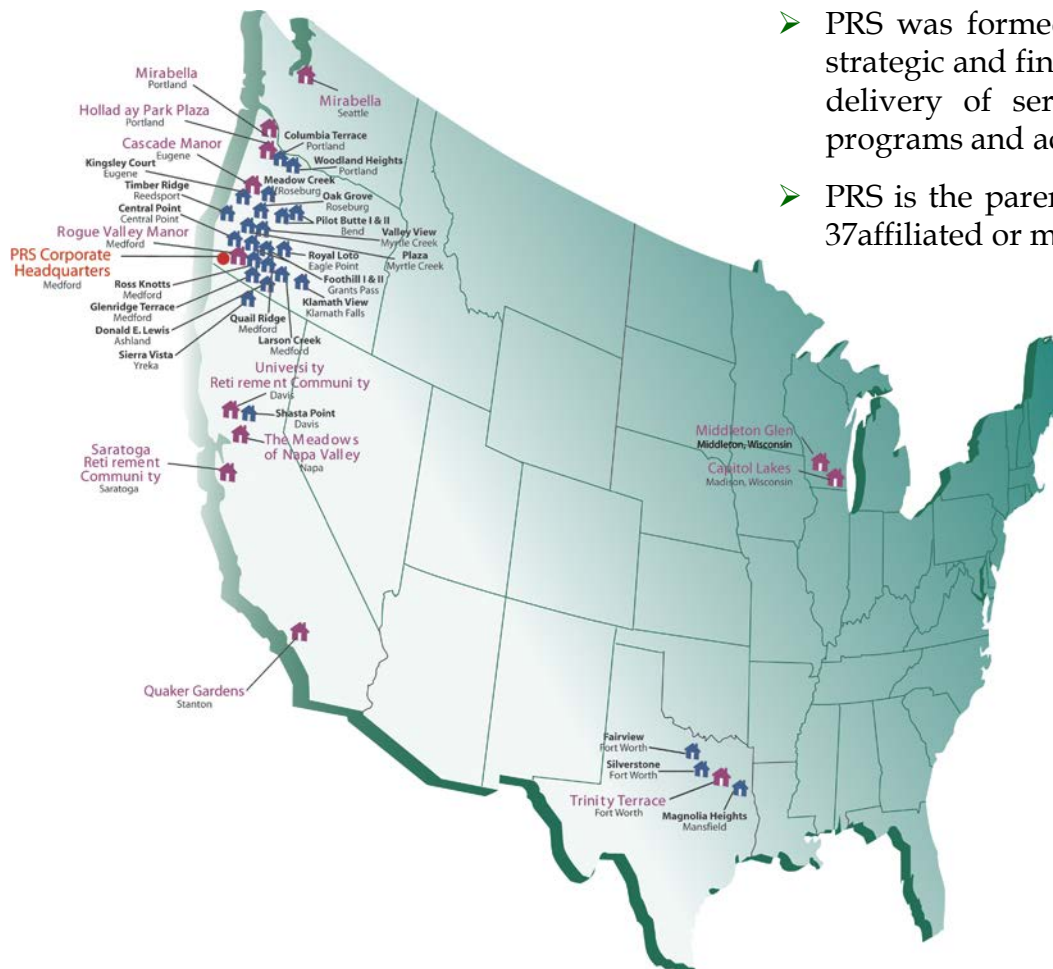 PRS was formed
strategic and fin
delivery of ser
programs and ac
PRS is the paren
37affiliated or m
Mirabella
Portland
Mirabella
Seattle
Hollad ay Park Plaza
Portland
Columbia Terrace
Portland
Cascade Manor
Eugene
Woodland Heights
Portland
Kingsley Court
Eugene
Meadow Creek
Roseburg
Timber Ridge
Reedsport
Oak Grove
Roseburg
Central Point
Central Point
Pilot Butte I & II
Bend
Rogue Valley Manor
Medford
Valley View
Myrtle Creek
PRS Corporate
Headquarters
Medford
Royal Loto
Eagle Point
Plaza
Myrtle Creek
Foothill I & II
Grants Pass
Ross Knotts
Medford
Klamath View
Klamath Falls
Glenridge Terrace
Medford
Quail Ridge
Medford
Donald E. Lewis
Ashland
Larson Creek
Medford
Sierra Vista
Yreka
University
Reti rement Communi ty
Davis
Shasta Point
Davis
The Meadows
of Napa Valley
Napa
Saratoga
Reti rement
Communi ty
Saratoga
Middleton Glen
Middleton, Wisconsin
Capitol Lakes
Madison, Wisconsin
Quaker Gardens
Stanton
Fairview
Fort Worth
Silverstone
Fort Worth
Trinity Terrace
Fort Worth
Magnolia Heights
Mansfield